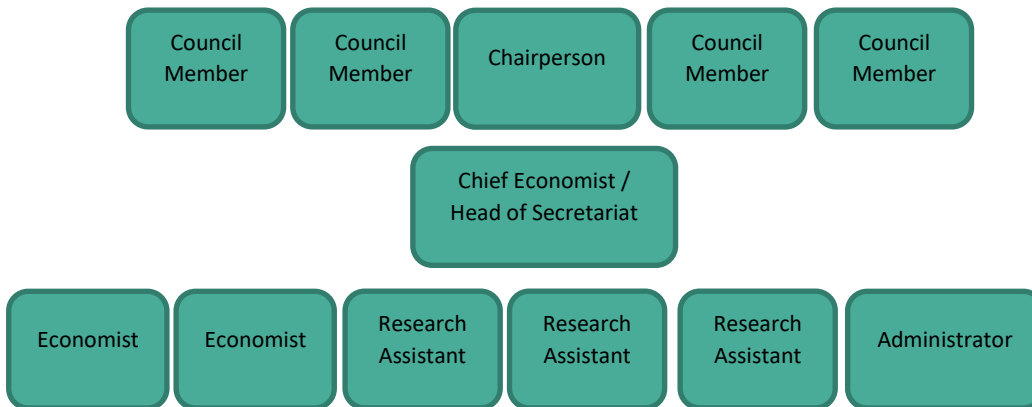 Council
Member
Council
Member
Chairperson
Council
Member
Council
Member
Chief Economist /
Head of Secretariat
Economist
Economist
Research
Assistant
Research
Assistant
Research
Assistant
Administrator